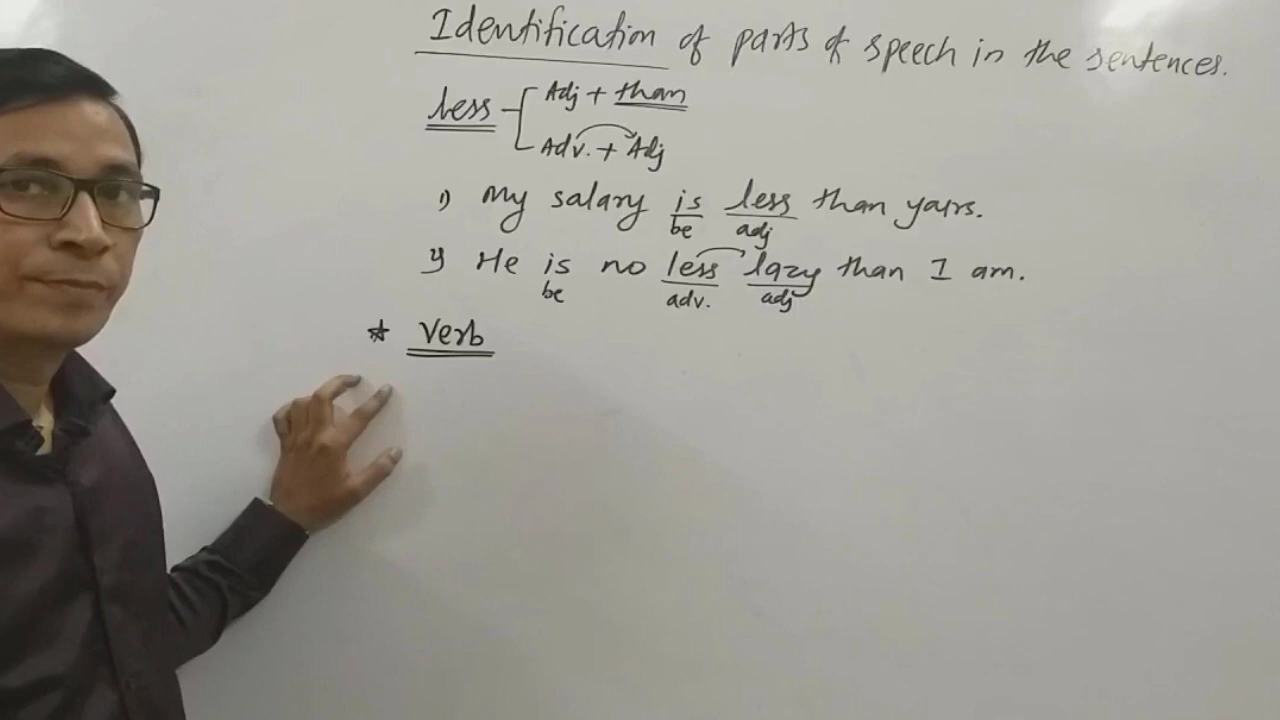 Identification of parts of speech in the sentences.
less - Adj + than
Adv. + Adj
1) My salary is less than yours.
be adj
2) He is no less lazy than I am.
be adv. adj
* Verb